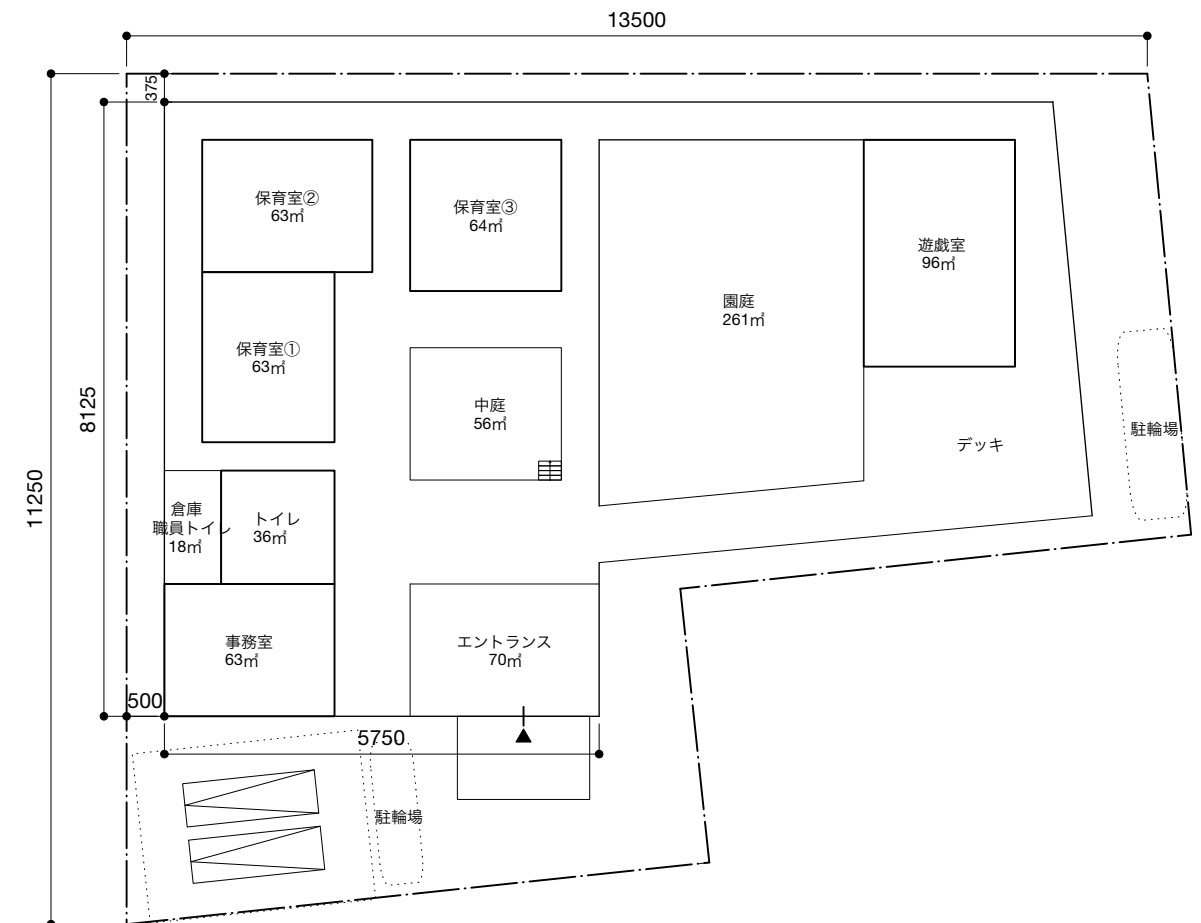 13500
375
保育室②
63㎡
保育室③
64㎡
遊戯室
96㎡
園庭
261㎡
保育室①
63㎡
中庭
56㎡
8125
駐輪場
デッキ
11250
倉庫
職員トイレ
18㎡
トイレ
36㎡
事務室
63㎡
エントランス
70㎡
500
5750
駐輪場